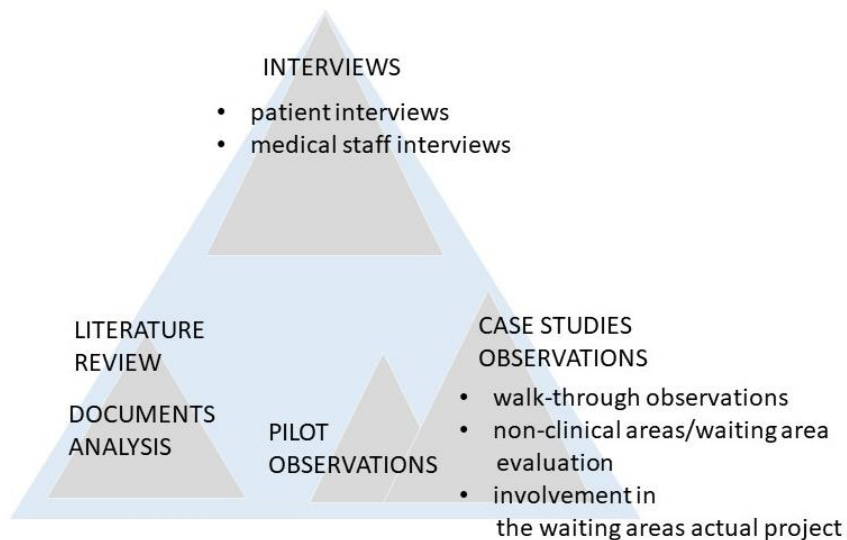 INTERVIEWS
• patient interviews
• medical staff interviews
LITERATURE
REVIEW
DOCUMENTS
ANALYSIS
PILOT
OBSERVATIONS
CASE STUDIES
OBSERVATIONS
• walk-through observations
• non-clinical areas/waiting area
evaluation
• involvement in
the waiting areas actual project